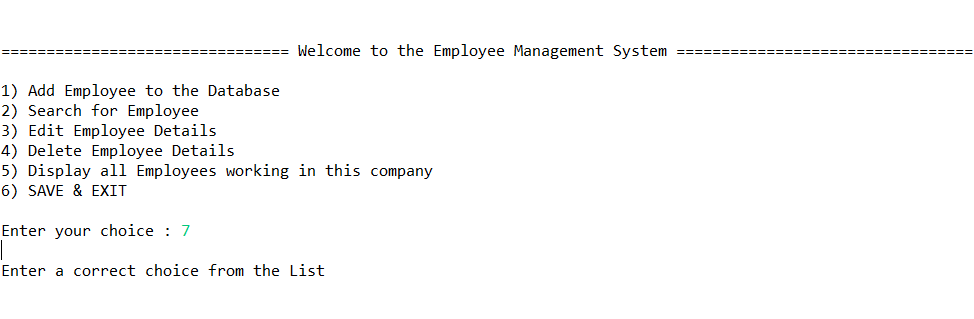 ================================ Welcome to the Employee Management System =================================
1) Add Employee to the Database
2) Search for Employee
3) Edit Employee Details
4) Delete Employee Details
5) Display all Employees working in this company
6) SAVE & EXIT
Enter your choice : 7
Enter a correct choice from the List